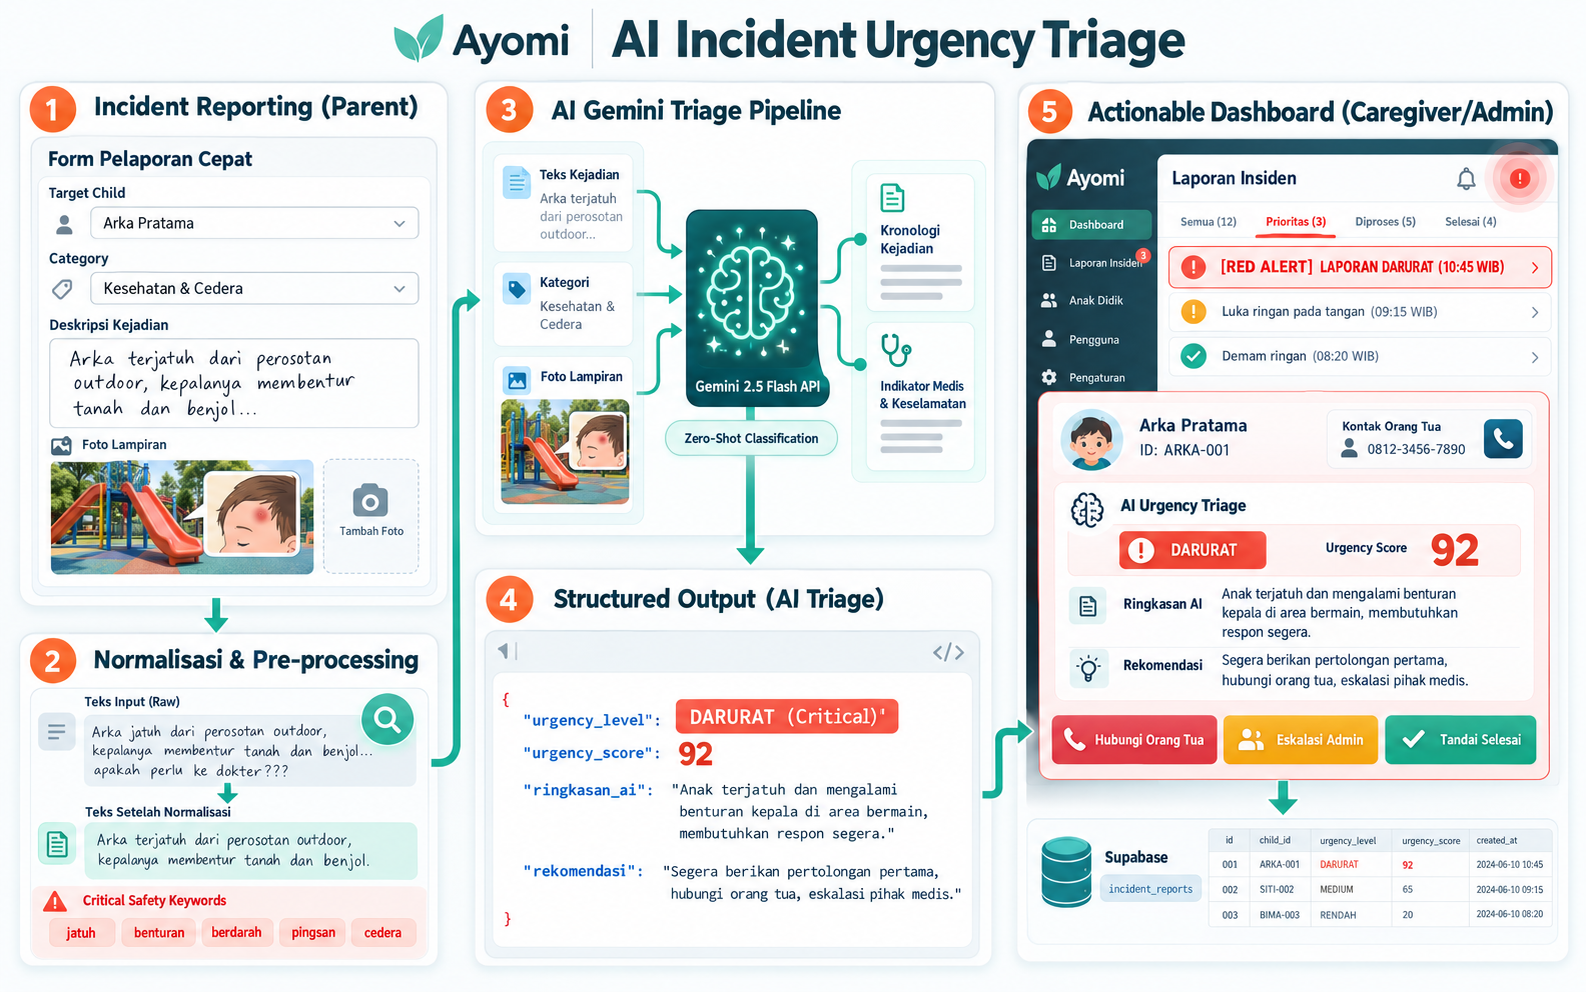 Ayomi
AI Incident Urgency Triage
1
Incident Reporting (Parent)
Form Pelaporan Cepat
Target Child
Arka Pratama
Category
Kesehatan & Cedera
Deskripsi Kejadian
Arka terjatuh dari perosotan
outdoor, kepalanya membentur
tanah dan benjol...
Foto Lampiran
Tambah Foto
2
Normalisasi & Pre-processing
Teks Input (Raw)
Arka jatuh dari perosotan outdoor,
kepalanya membentur tanah dan benjol...
apakah perlu ke dokter???
Teks Setelah Normalisasi
Arka terjatuh dari perosotan outdoor,
kepalanya membentur tanah dan benjol.
Critical Safety Keywords
jatuh
benturan
berdarah
pingsan
cedera
3
AI Gemini Triage Pipeline
Teks Kejadian
Arka terjatuh
dari perosotan
outdoor...
Kategori
Kesehatan &
Cedera
Foto Lampiran
Gemini 2.5 Flash API
Zero-Shot Classification
Kronologi
Kejadian
Indikator Medis
& Keselamatan
4
Structured Output (AI Triage)
</>
{
"urgency_level": DARURAT (Critical)"
"urgency_score": 92
"ringkasan_ai": "Anak terjatuh dan mengalami
benturan kepala di area bermain,
membutuhkan respon segera."
"rekomendasi": "Segera berikan pertolongan pertama,
hubungi orang tua, eskalasi pihak medis."
}
5
Actionable Dashboard (Caregiver/Admin)
Ayomi
Dashboard
Laporan Insiden
3
Anak Didik
Pengguna
Pengaturan
Laporan Insiden
Semua (12)
Prioritas (3)
Diproses (5)
Selesai (4)
[RED ALERT] LAPORAN DARURAT (10:45 WIB)
Luka ringan pada tangan (09:15 WIB)
Demam ringan (08:20 WIB)
Arka Pratama
ID: ARKA-001
Kontak Orang Tua
0812-3456-7890
AI Urgency Triage
DARURAT
Urgency Score 92
Ringkasan AI
Anak terjatuh dan mengalami benturan
kepala di area bermain, membutuhkan
respon segera.
Rekomendasi
Segera berikan pertolongan pertama,
hubungi orang tua, eskalasi pihak medis.
Hubungi Orang Tua
Eskalasi Admin
Tandai Selesai
Supabase
incident_reports
id child_id urgency_level urgency_score created_at
001 ARKA-001 DARURAT 92 2024-06-10 10:45
002 SITI-002 MEDIUM 65 2024-06-10 09:15
003 BIMA-003 RENDAH 20 2024-06-10 08:20